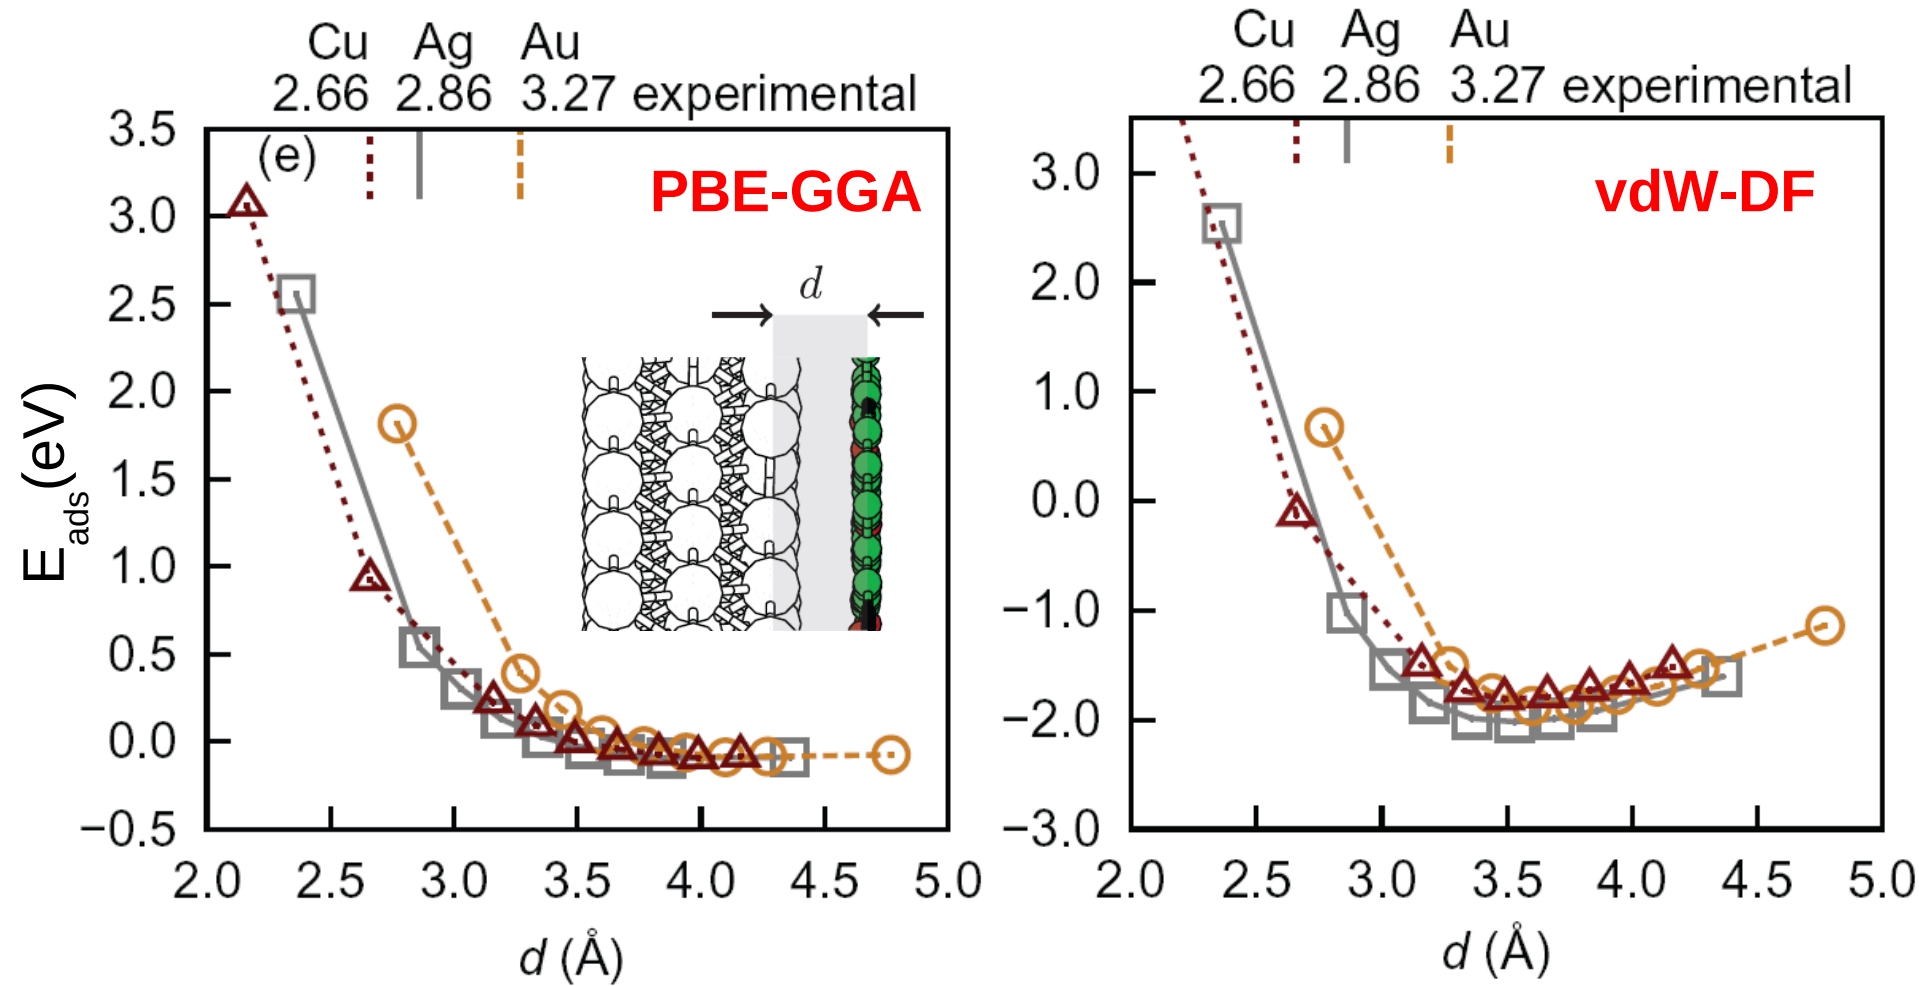 Cu Ag Au
2.66 2.86 3.27 experimental
3.5
3.0
2.5
2.0
1.5
1.0
0.5
0.0
−0.5
(e)
PBE-GGA
d
E_ads (eV)
2.0 2.5 3.0 3.5 4.0 4.5 5.0
d (Å)
Cu Ag Au
2.66 2.86 3.27 experimental
3.0
2.0
1.0
0.0
−1.0
−2.0
−3.0
vdW-DF
2.0 2.5 3.0 3.5 4.0 4.5 5.0
d (Å)